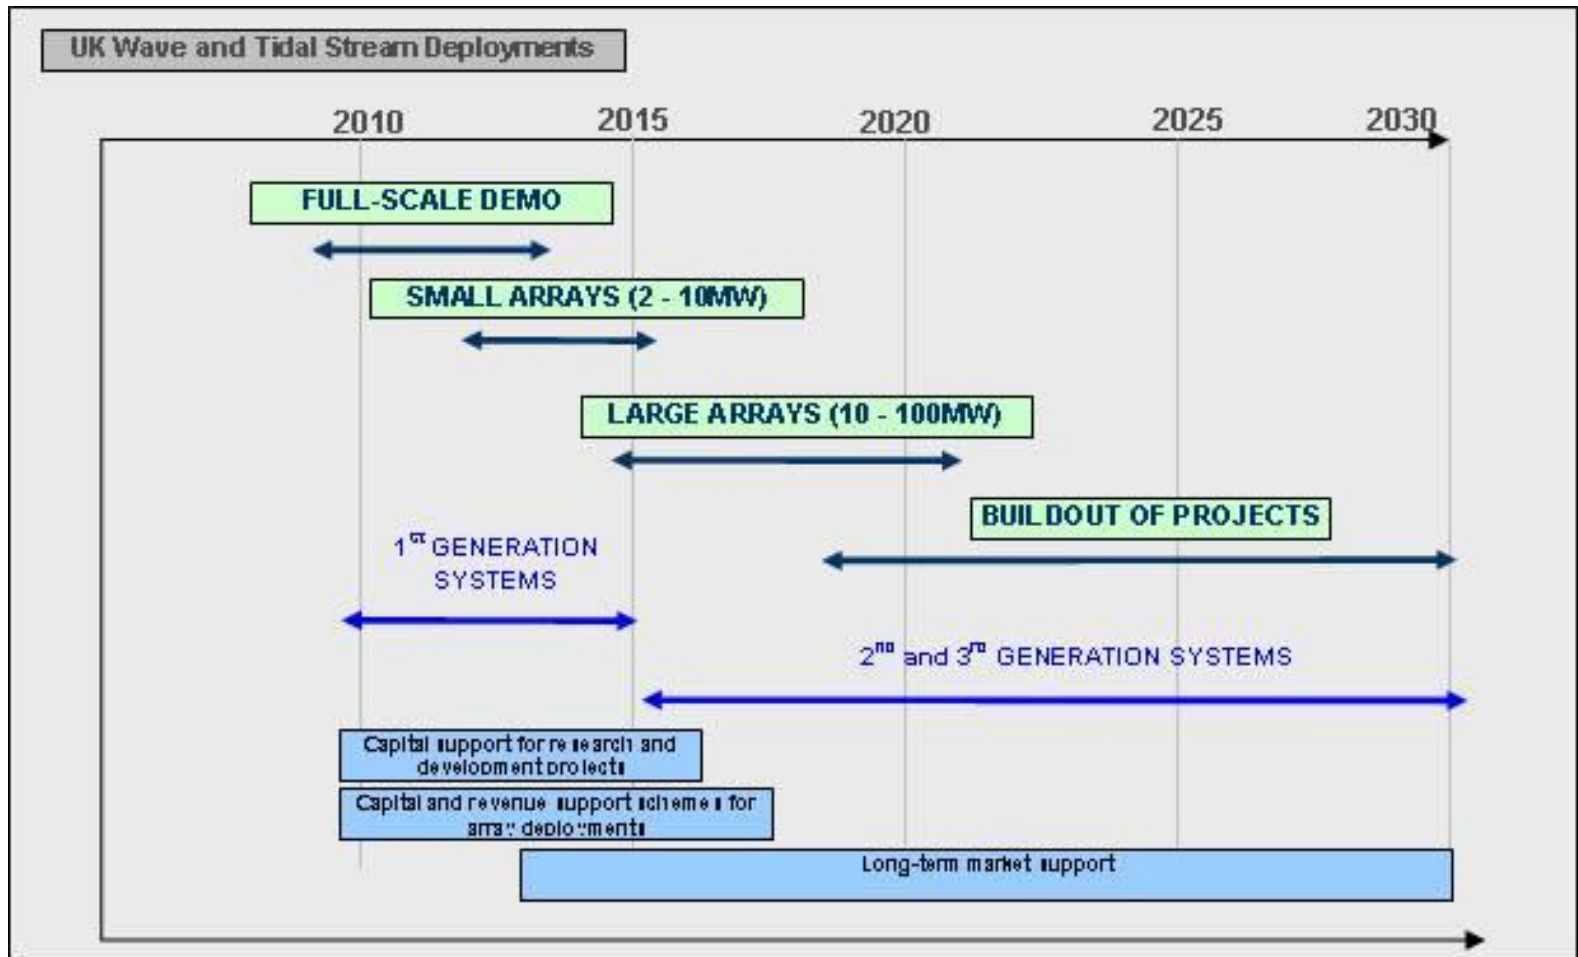 UK Wave and Tidal Stream Deployments
2010 2015 2020 2025 2030
FULL-SCALE DEMO
SMALL ARRAYS (2 - 10MW)
LARGE ARRAYS (10 - 100MW)
BUILDOUT OF PROJECTS
1ST GENERATION
SYSTEMS
2nd and 3rd GENERATION SYSTEMS
Capital support for research and
development projects
Capital and revenue support schemes for
array deployments
Long-term market support